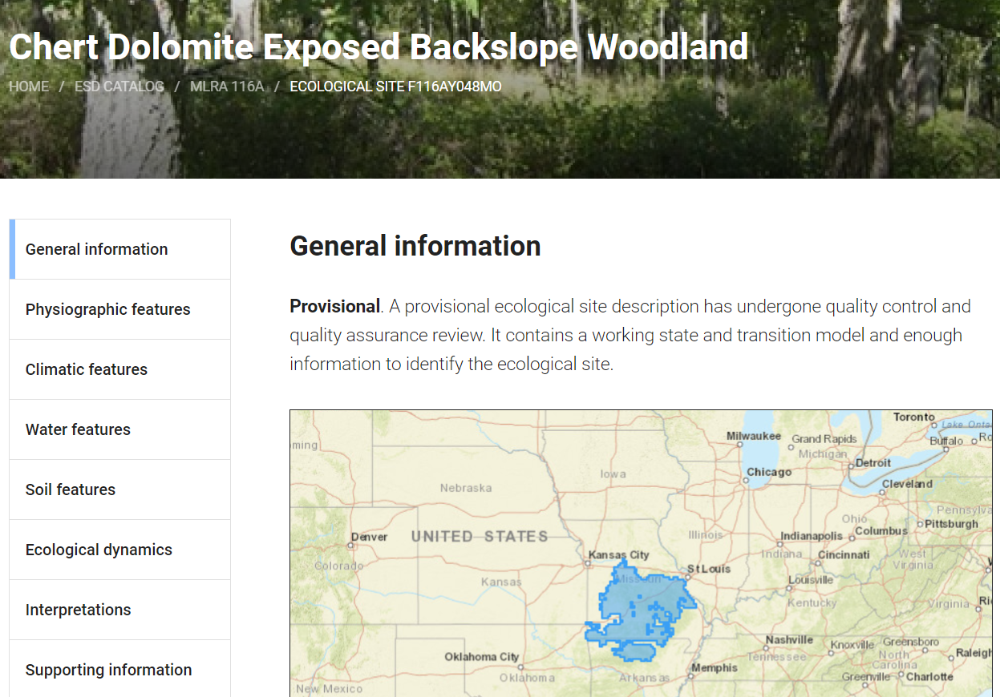 Chert Dolomite Exposed Backslope Woodland
HOME / ESD CATALOG / MLRA 116A / ECOLOGICAL SITE F116AY048MO
General information
Physiographic features
Climatic features
Water features
Soil features
Ecological dynamics
Interpretations
Supporting information
General information
Provisional. A provisional ecological site description has undergone quality control and
quality assurance review. It contains a working state and transition model and enough
information to identify the ecological site.
Toronto
Lake Onta
ming
Milwaukee
Grand Rapids
Buffalo
Ro
Michigan
Detroit
Chicago
Iowa
Cleveland
Nebraska
Pennsylva
Ohio
Pittsburgh
Denver
UNITED STATES
Illinois
Indianapolis
Columbus
Kansas City
Indiana
Cincinnati
West
Virginia
Colorado
St Louis
Missouri
Kansas
Louisville
Kentucky
Virginia
Ri
Nashville
Knoxville
Greensboro
Oklahoma City
Tennessee
North
Carolina
Raleigh
Memphis
Oklahoma
Arkansas
Greenville
Charlotte
New Mexico